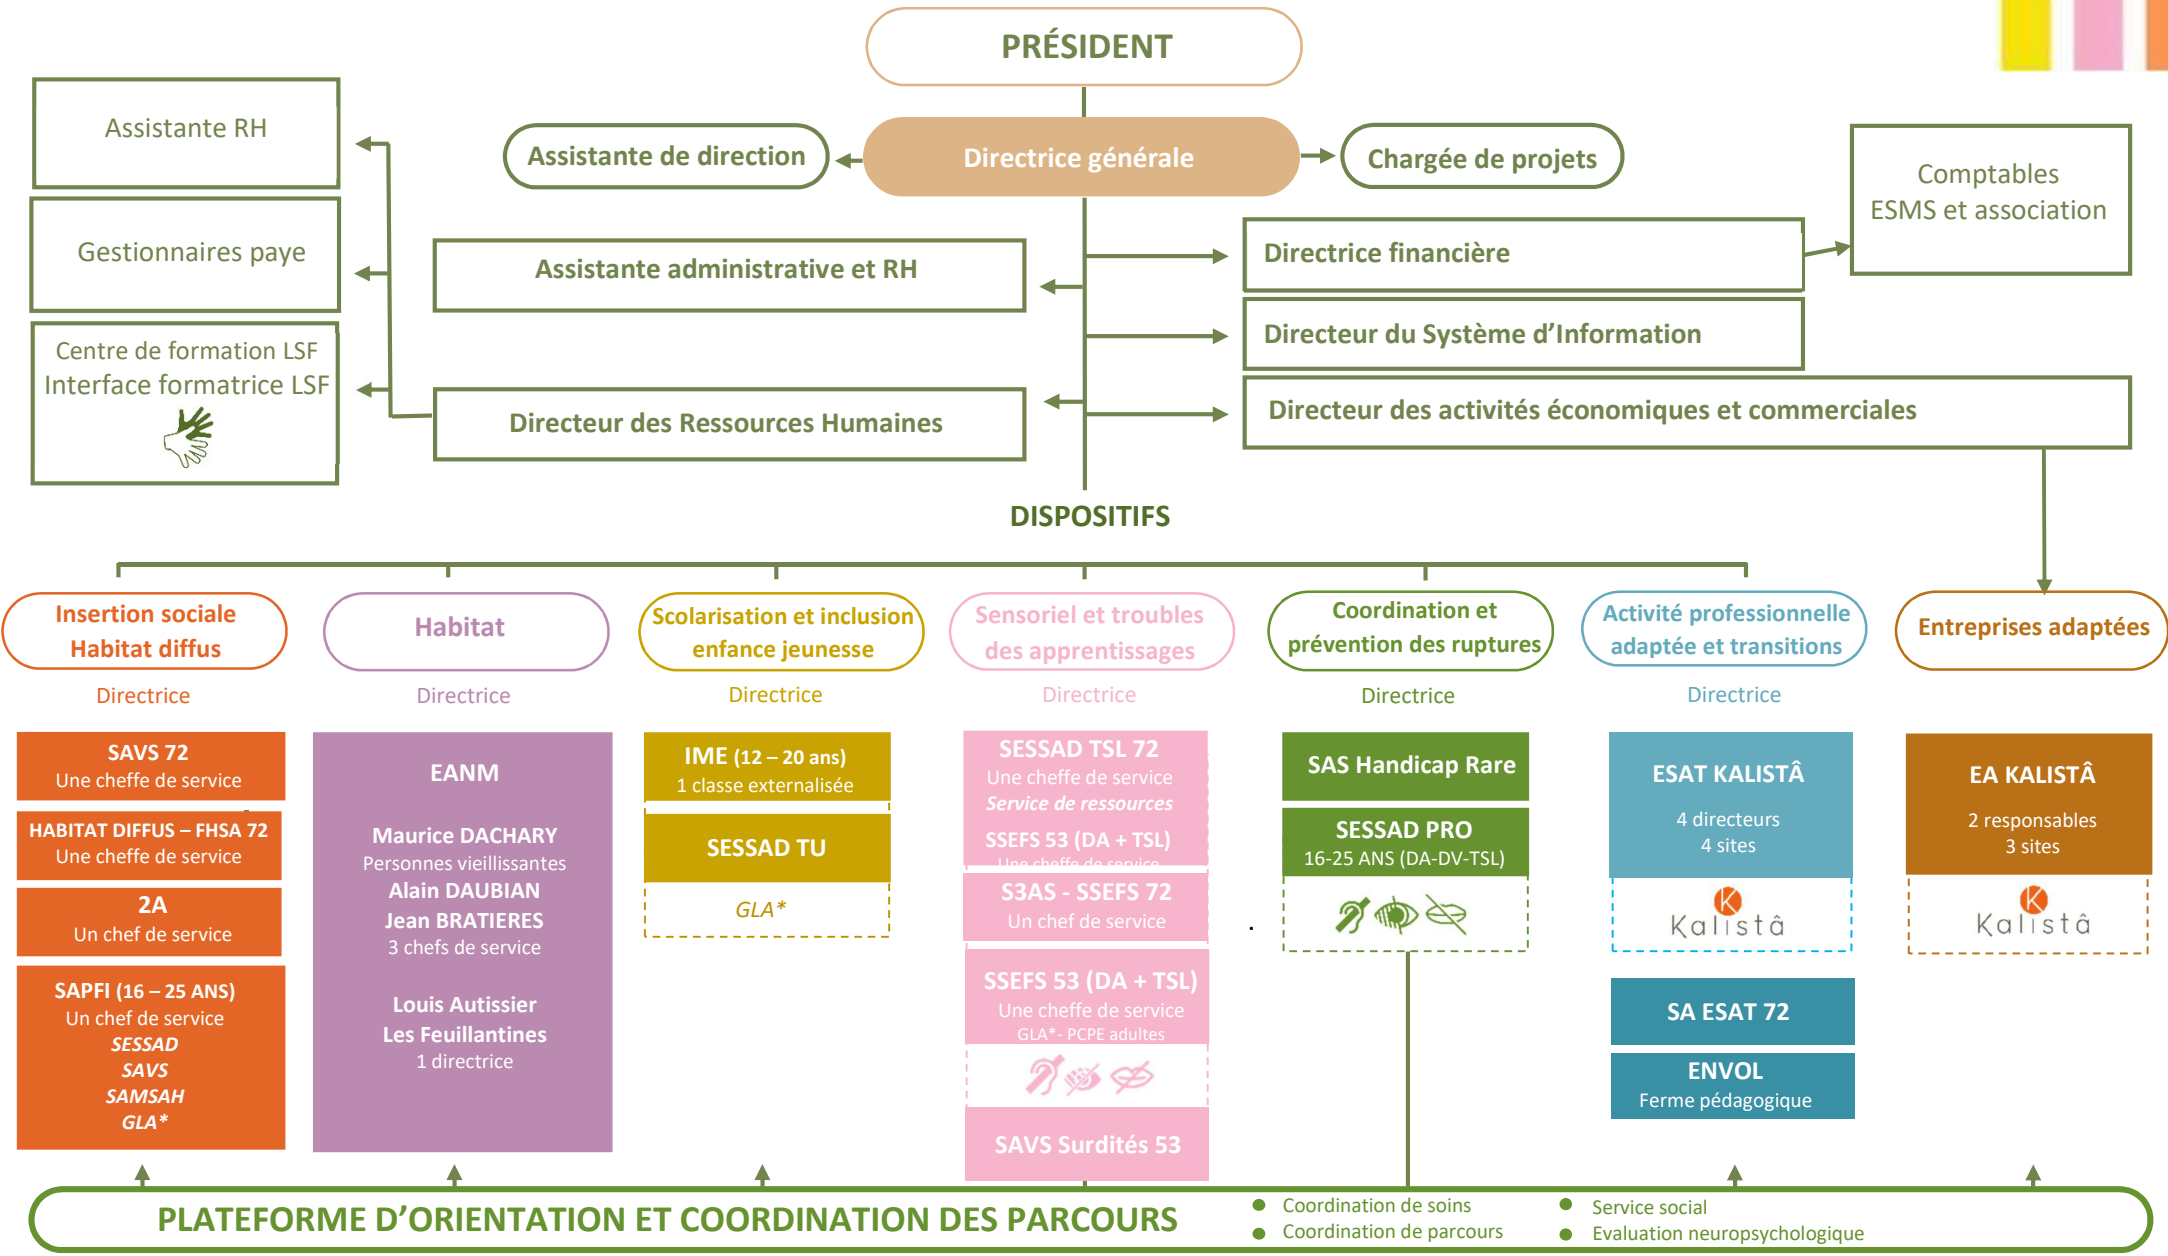 PRÉSIDENT
Assistante RH
Assistante de direction
Directrice générale
Chargée de projets
Comptables
ESMS et association
Gestionnaires paye
Assistante administrative et RH
Directrice financière
Directeur du Système d’Information
Centre de formation LSF
Interface formatrice LSF
Directeur des Ressources Humaines
Directeur des activités économiques et commerciales
DISPOSITIFS
Insertion sociale
Habitat diffus
Directrice
SAVS 72
Une cheffe de service
HABITAT DIFFUS – FHSA 72
Une cheffe de service
2A
Un chef de service
SAPFI (16 – 25 ANS)
Un chef de service
SESSAD
SAVS
SAMSAH
GLA*
Habitat
Directrice
EANM
Maurice DACHARY
Personnes vieillissantes
Alain DAUBIAN
Jean BRATIERES
3 chefs de service
Louis Autissier
Les Feuillantines
1 directrice
Scolarisation et inclusion
enfance jeunesse
Directrice
IME (12 – 20 ans)
1 classe externalisée
SESSAD TU
GLA*
Sensoriel et troubles
des apprentissages
Directrice
SESSAD TSL 72
Une cheffe de service
Service de ressources
SSEFS 53 (DA + TSL)
Une cheffe de service
S3AS - SSEFS 72
Un chef de service
SSEFS 53 (DA + TSL)
Une cheffe de service
GLA*- PCPE adultes
SAVS Surdités 53
Coordination et
prévention des ruptures
Directrice
SAS Handicap Rare
SESSAD PRO
16-25 ANS (DA-DV-TSL)
Activité professionnelle
adaptée et transitions
Directrice
ESAT KALISTÂ
4 directeurs
4 sites
Kalistâ
SA ESAT 72
ENVOL
Ferme pédagogique
Entreprises adaptées
EA KALISTÂ
2 responsables
3 sites
Kalistâ
PLATEFORME D’ORIENTATION ET COORDINATION DES PARCOURS
● Coordination de soins
● Coordination de parcours
● Service social
● Evaluation neuropsychologique